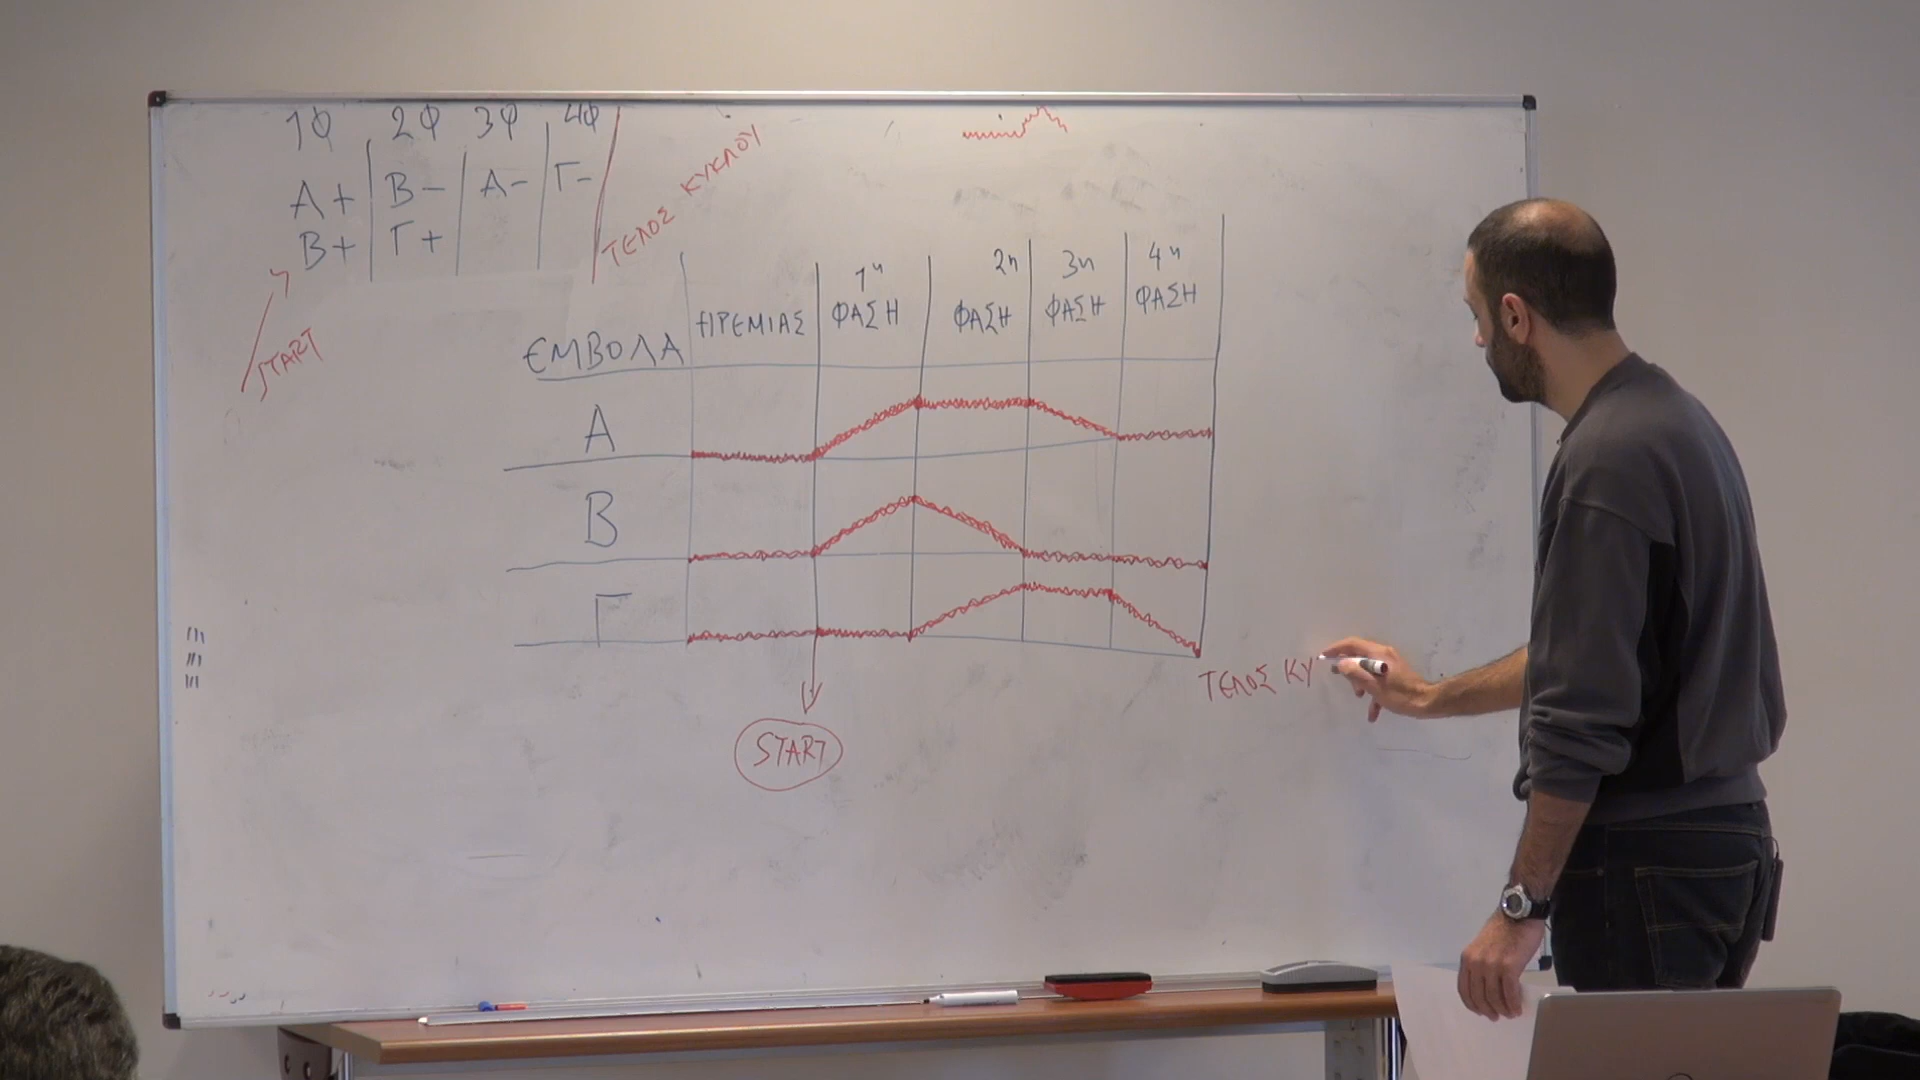 1Φ 2Φ 3Φ 4Φ
A+ B- A- Γ-
B+ Γ+
START
ΤΕΛΟΣ ΚΥΚΛΟΥ
ΕΜΒΟΛΑ
ΗΡΕΜΙΑΣ
1η ΦΑΣΗ
2η ΦΑΣΗ
3η ΦΑΣΗ
4η ΦΑΣΗ
A
B
Γ
START
ΤΕΛΟΣ ΚΥ